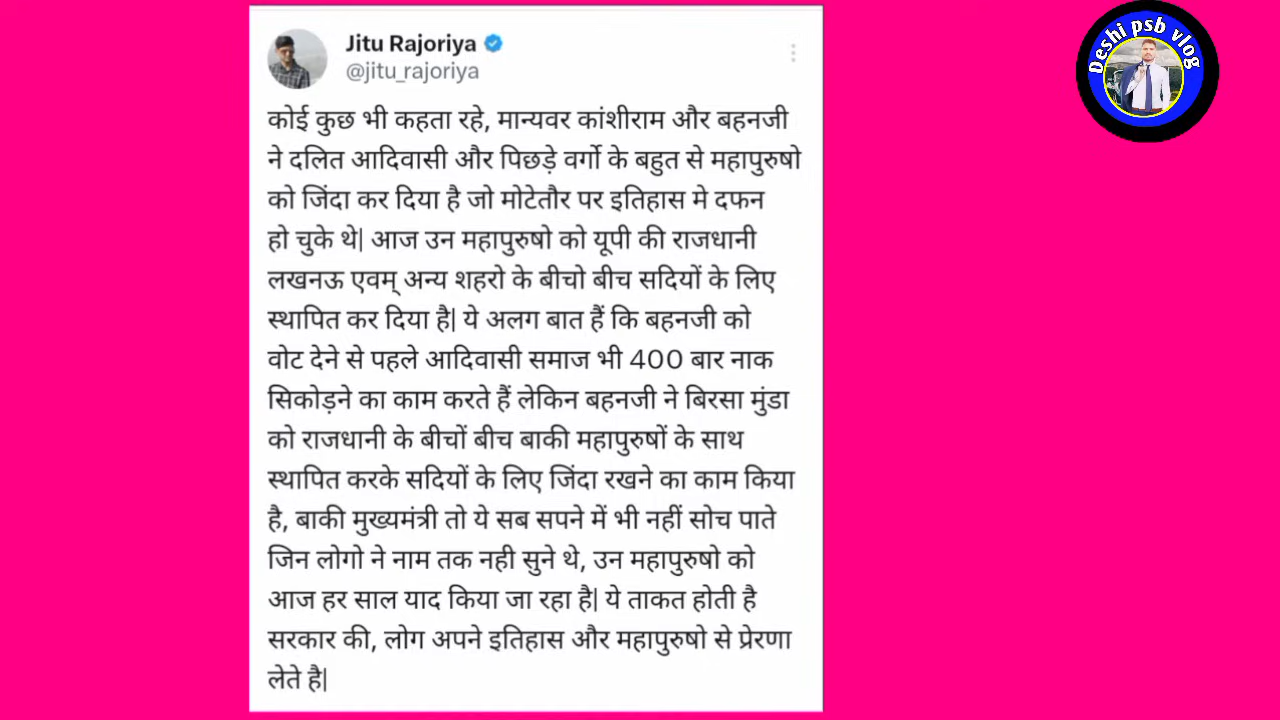 Jitu Rajoriya
@jitu_rajoriya
Deshi psb vlog
कोई कुछ भी कहता रहे, मान्यवर कांशीराम और बहनजी
ने दलित आदिवासी और पिछड़े वर्गो के बहुत से महापुरुषो
को जिंदा कर दिया है जो मोटेतौर पर इतिहास मे दफन
हो चुके थे| आज उन महापुरुषो को यूपी की राजधानी
लखनऊ एवम् अन्य शहरो के बीचो बीच सदियों के लिए
स्थापित कर दिया है| ये अलग बात हैं कि बहनजी को
वोट देने से पहले आदिवासी समाज भी 400 बार नाक
सिकोड़ने का काम करते हैं लेकिन बहनजी ने बिरसा मुंडा
को राजधानी के बीचों बीच बाकी महापुरुषों के साथ
स्थापित करके सदियों के लिए जिंदा रखने का काम किया
है, बाकी मुख्यमंत्री तो ये सब सपने में भी नहीं सोच पाते
जिन लोगो ने नाम तक नही सुने थे, उन महापुरुषो को
आज हर साल याद किया जा रहा है| ये ताकत होती है
सरकार की, लोग अपने इतिहास और महापुरुषो से प्रेरणा
लेते है|